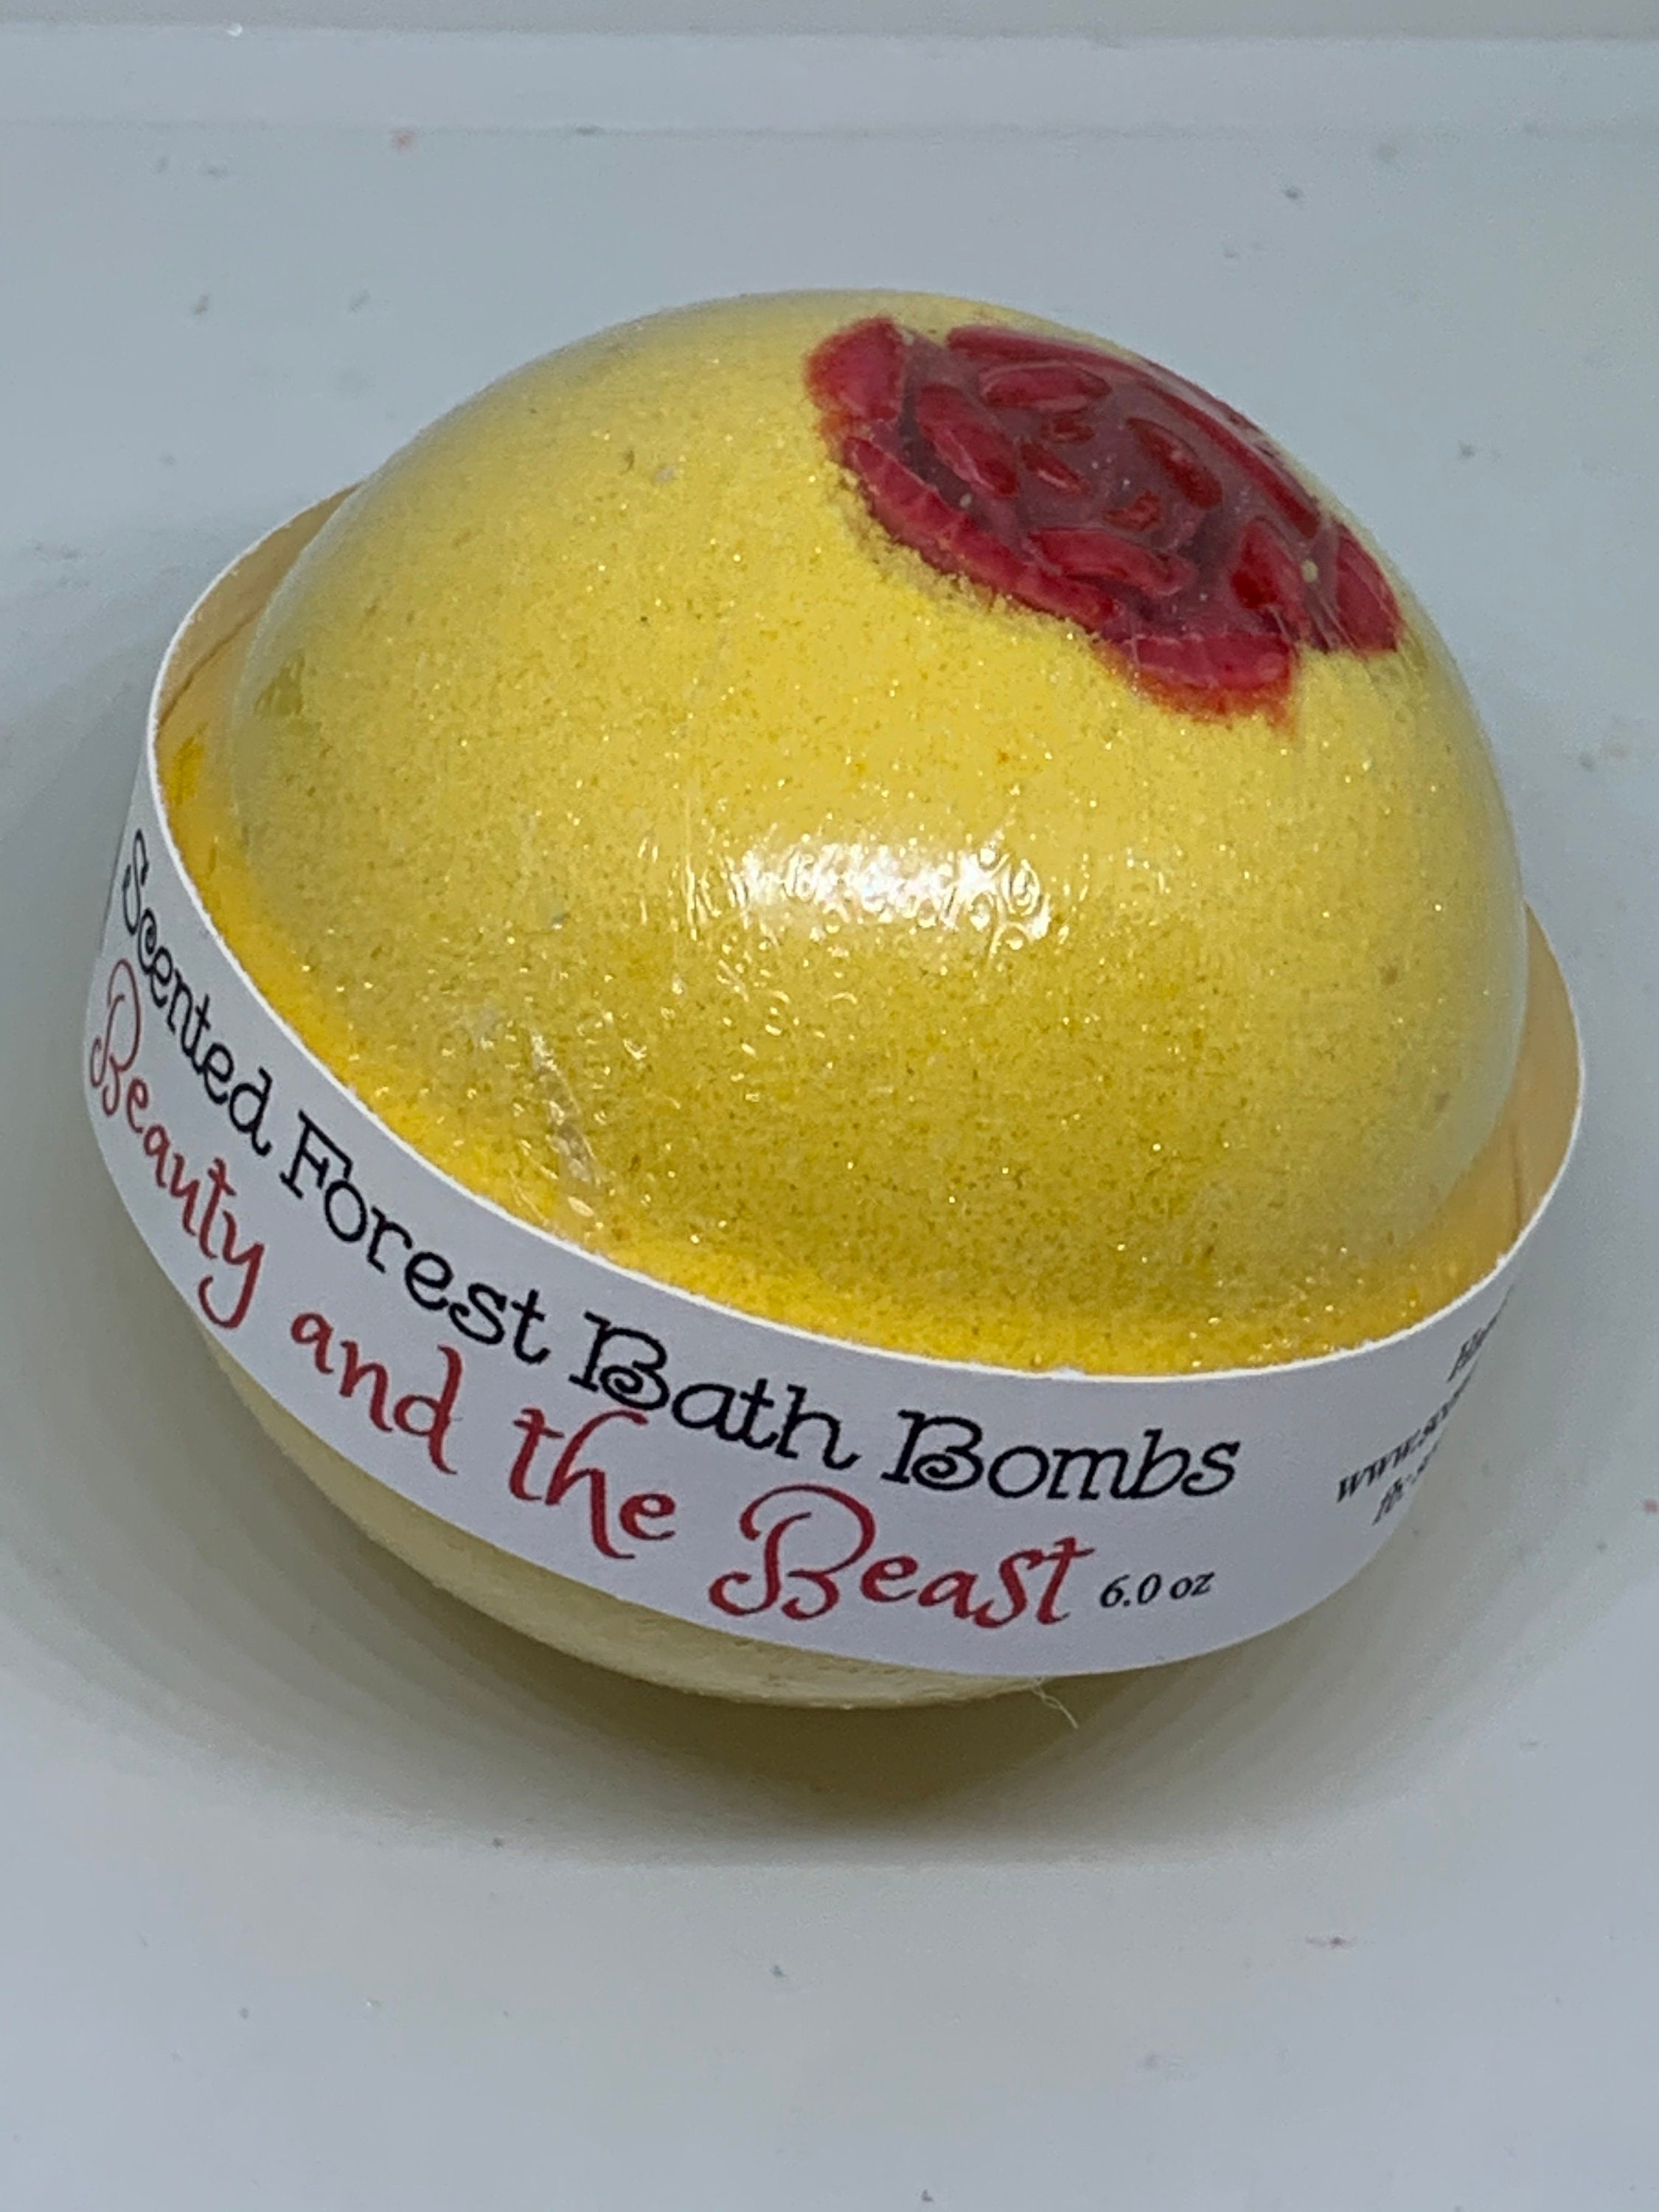 Scented Forest Bath Bombs
Beauty and the Beast 6.0 oz